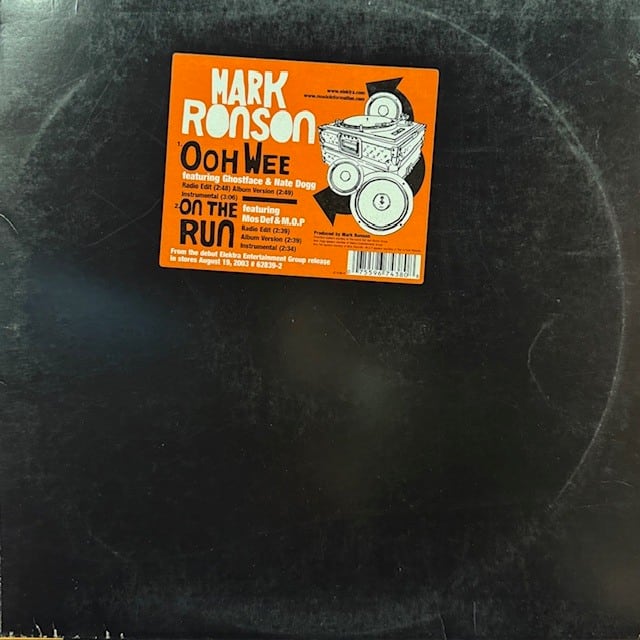 MARK
RONSON
www.elektra.com
1. OOH WEE
featuring Ghostface & Nate Dogg
Radio Edit (2:48) Album Version (2:49)
Instrumental (3:06)
2. ON THE
RUN
featuring
Mos Def & M.O.P
Radio Edit (2:39)
Album Version (2:39)
Instrumental (2:34)
Produced by Mark Ronson
From the debut Elektra Entertainment Group release
in stores August 19, 2003 # 62839-2
75596 74380